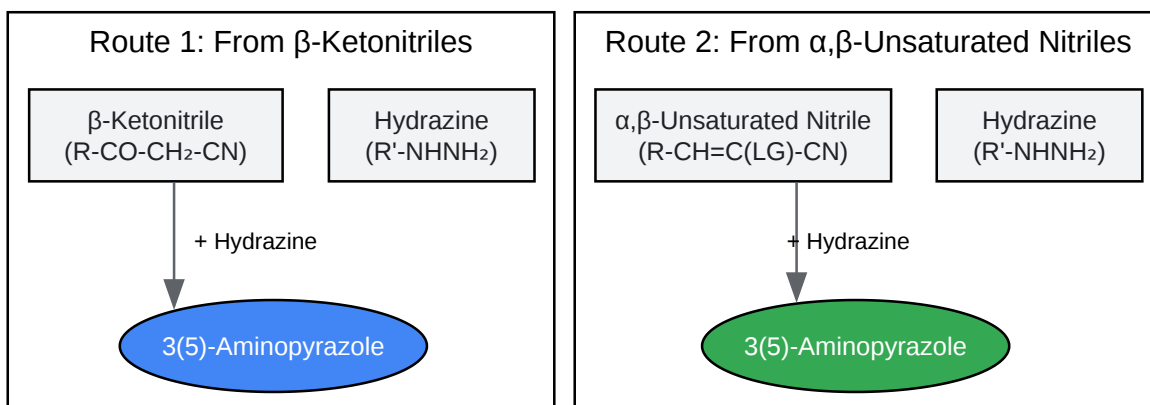 Route 1: From β-Ketonitriles
β-Ketonitrile
(R-CO-CH₂-CN)
Hydrazine
(R'-NHNH₂)
+ Hydrazine
3(5)-Aminopyrazole
Route 2: From α,β-Unsaturated Nitriles
α,β-Unsaturated Nitrile
(R-CH=C(LG)-CN)
Hydrazine
(R'-NHNH₂)
+ Hydrazine
3(5)-Aminopyrazole